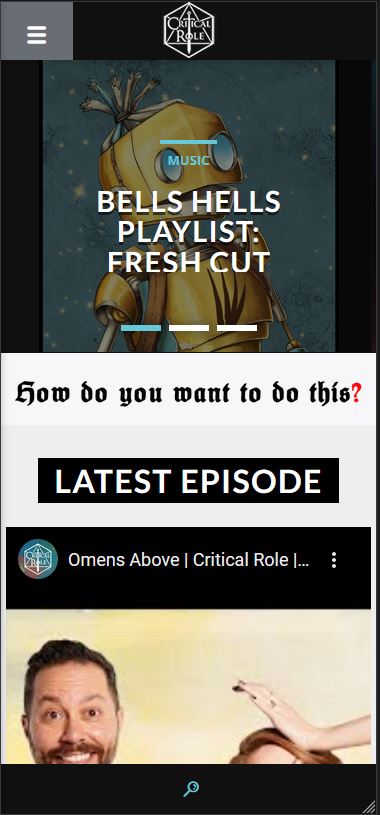 CRITICAL
ROLE
MUSIC
BELLS HELLS
PLAYLIST:
FRESH CUT
How do you want to do this?
LATEST EPISODE
CRITICAL
ROLE
Omens Above | Critical Role |...